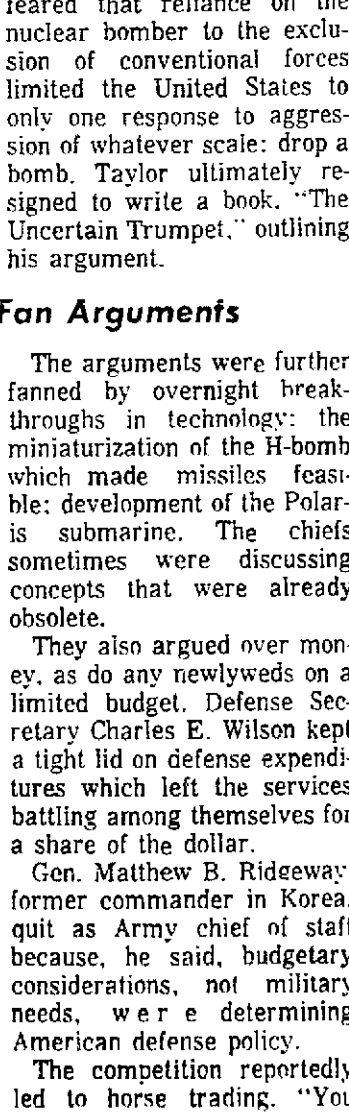 feared that reliance on the
nuclear bomber to the exclu-
sion of conventional forces
limited the United States to
only one response to aggres-
sion of whatever scale: drop a
bomb. Taylor ultimately re-
signed to write a book. "The
Uncertain Trumpet," outlining
his argument.
Fan Arguments
The arguments were further
fanned by overnight break-
throughs in technology: the
miniaturization of the H-bomb
which made missiles feasi-
ble; development of the Polar-
is submarine. The chiefs
sometimes were discussing
concepts that were already
obsolete.
They also argued over mon-
ey, as do any newlyweds on a
limited budget. Defense Sec-
retary Charles E. Wilson kept
a tight lid on defense expendi-
tures which left the services
battling among themselves for
a share of the dollar.
Gen. Matthew B. Ridgeway
former commander in Korea,
quit as Army chief of staff
because, he said, budgetary
considerations, not military
needs, were determining
American defense policy.
The competition reportedly
led to horse trading. "You